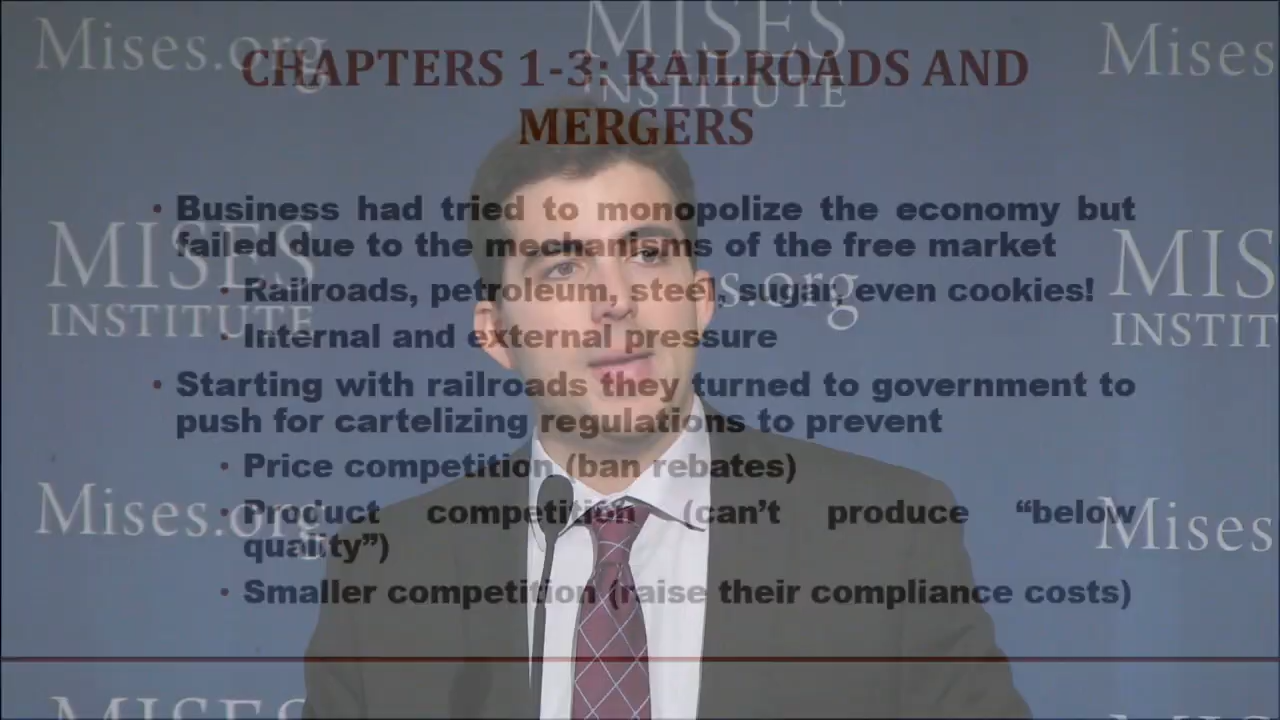 Mises.org
MISES
INSTITUTE
Mises
CHAPTERS 1-3: RAILROADS AND
MERGERS
• Business had tried to monopolize the economy but
failed due to the mechanisms of the free market
• Railroads, petroleum, steel, sugar, even cookies!
• Internal and external pressure
• Starting with railroads they turned to government to
push for cartelizing regulations to prevent
• Price competition (ban rebates)
• Product competition (can’t produce “below
quality”)
• Smaller competition (raise their compliance costs)
MISES
INSTITUTE
s.org
MIS
INSTIT
Mises.org
Mises
MISES